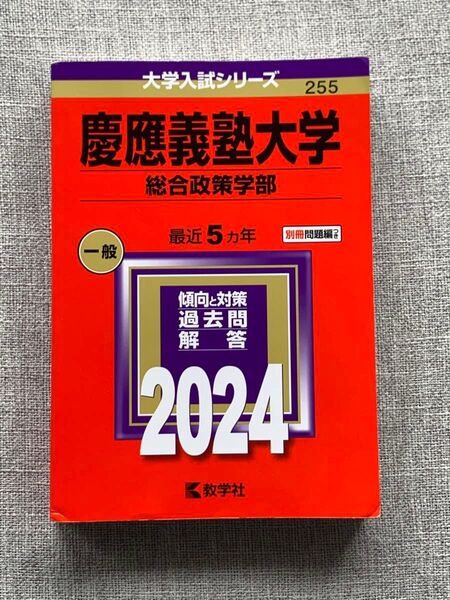 大学入試シリーズ
255
慶應義塾大学
総合政策学部
最近5カ年
別冊問題編つき
一般
傾向と対策
過去問
解答
2024
教学社